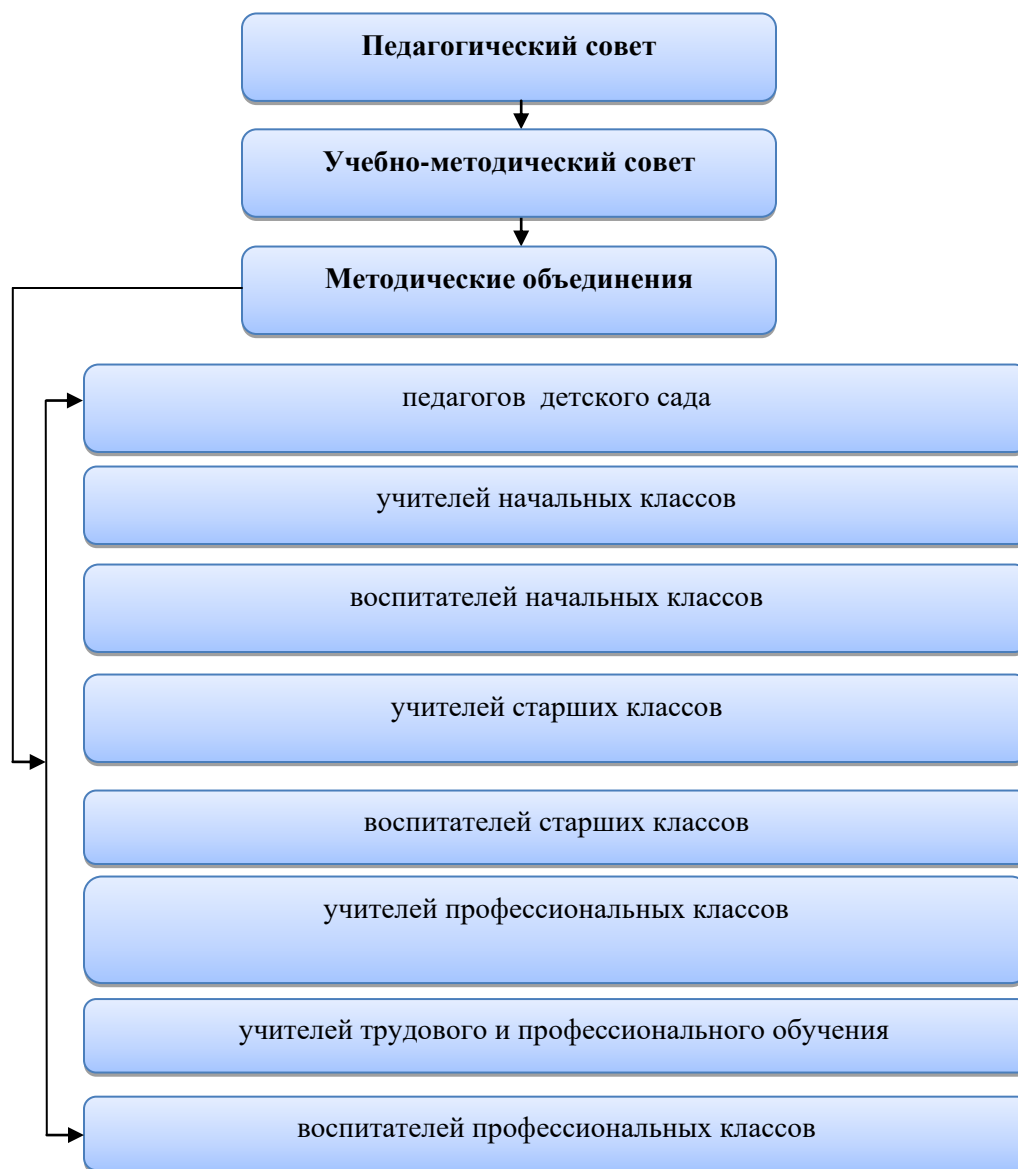 Педагогический совет
Учебно-методический совет
Методические объединения
педагогов детского сада
учителей начальных классов
воспитателей начальных классов
учителей старших классов
воспитателей старших классов
учителей профессиональных классов
учителей трудового и профессионального обучения
воспитателей профессиональных классов